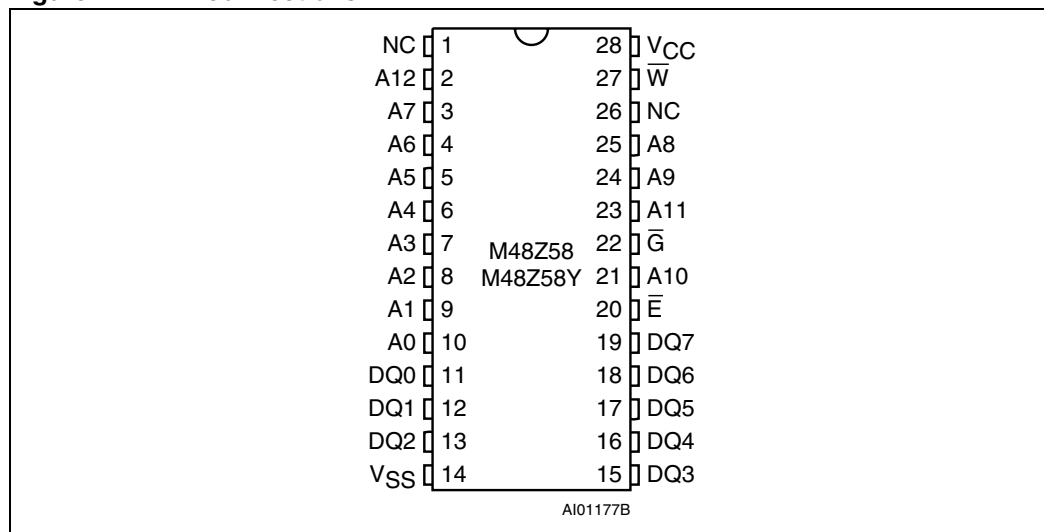 NC 1 28 VCC
A12 2 27 W̅
A7 3 26 NC
A6 4 25 A8
A5 5 24 A9
A4 6 23 A11
A3 7 22 G̅
M48Z58
A2 8 M48Z58Y 21 A10
A1 9 20 E̅
A0 10 19 DQ7
DQ0 11 18 DQ6
DQ1 12 17 DQ5
DQ2 13 16 DQ4
VSS 14 15 DQ3
AI01177B